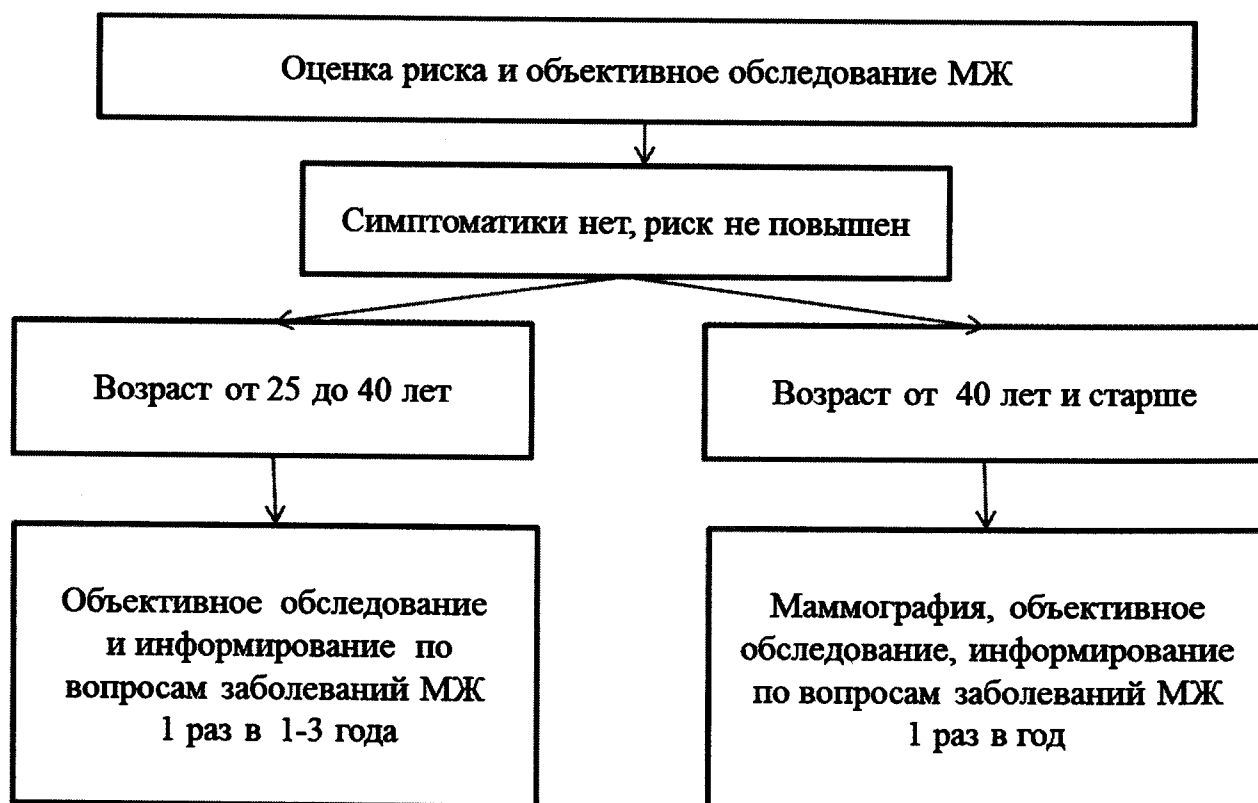 Оценка риска и объективное обследование МЖ
Симптоматики нет, риск не повышен
Возраст от 25 до 40 лет
Возраст от 40 лет и старше
Объективное обследование
и информирование по
вопросам заболеваний МЖ
1 раз в 1-3 года
Маммография, объективное
обследование, информирование
по вопросам заболеваний МЖ
1 раз в год